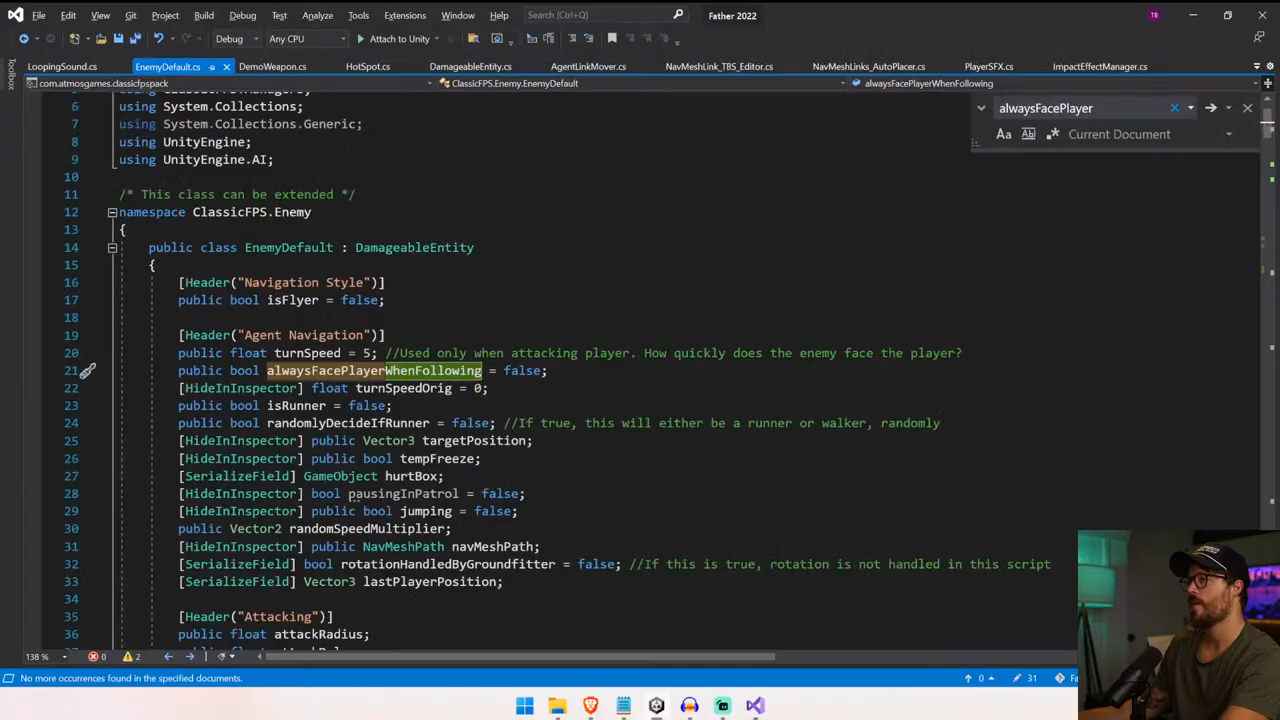 File Edit View Git Project Build Debug Test Analyze Tools Extensions Window Help Search (Ctrl+Q) Father 2022 TB
Debug Any CPU Attach to Unity
LoopingSound.cs EnemyDefault.cs DemoWeapon.cs HotSpot.cs DamageableEntity.cs AgentLinkMover.cs NavMeshLink_TBS_Editor.cs NavMeshLinks_AutoPlacer.cs PlayerSFX.cs ImpactEffectManager.cs
Toolbox
com.atmosgames.classicfpspack ClassicFPS.Enemy.EnemyDefault alwaysFacePlayerWhenFollowing
alwaysFacePlayer
Aa Ab Current Document
6 using System.Collections;
7 using System.Collections.Generic;
8 using UnityEngine;
9 using UnityEngine.AI;
10
11 /* This class can be extended */
12 namespace ClassicFPS.Enemy
13 {
14 public class EnemyDefault : DamageableEntity
15 {
16 [Header("Navigation Style")]
17 public bool isFlyer = false;
18
19 [Header("Agent Navigation")]
20 public float turnSpeed = 5; //Used only when attacking player. How quickly does the enemy face the player?
21 public bool alwaysFacePlayerWhenFollowing = false;
22 [HideInInspector] float turnSpeedOrig = 0;
23 public bool isRunner = false;
24 public bool randomlyDecideIfRunner = false; //If true, this will either be a runner or walker, randomly
25 [HideInInspector] public Vector3 targetPosition;
26 [HideInInspector] public bool tempFreeze;
27 [SerializeField] GameObject hurtBox;
28 [HideInInspector] bool pausingInPatrol = false;
29 [HideInInspector] public bool jumping = false;
30 public Vector2 randomSpeedMultiplier;
31 [HideInInspector] public NavMeshPath navMeshPath;
32 [SerializeField] bool rotationHandledByGroundfitter = false; //If this is true, rotation is not handled in this script
33 [SerializeField] Vector3 lastPlayerPosition;
34
35 [Header("Attacking")]
36 public float attackRadius;
138 % 0 2
No more occurrences found in the specified documents. 0 31